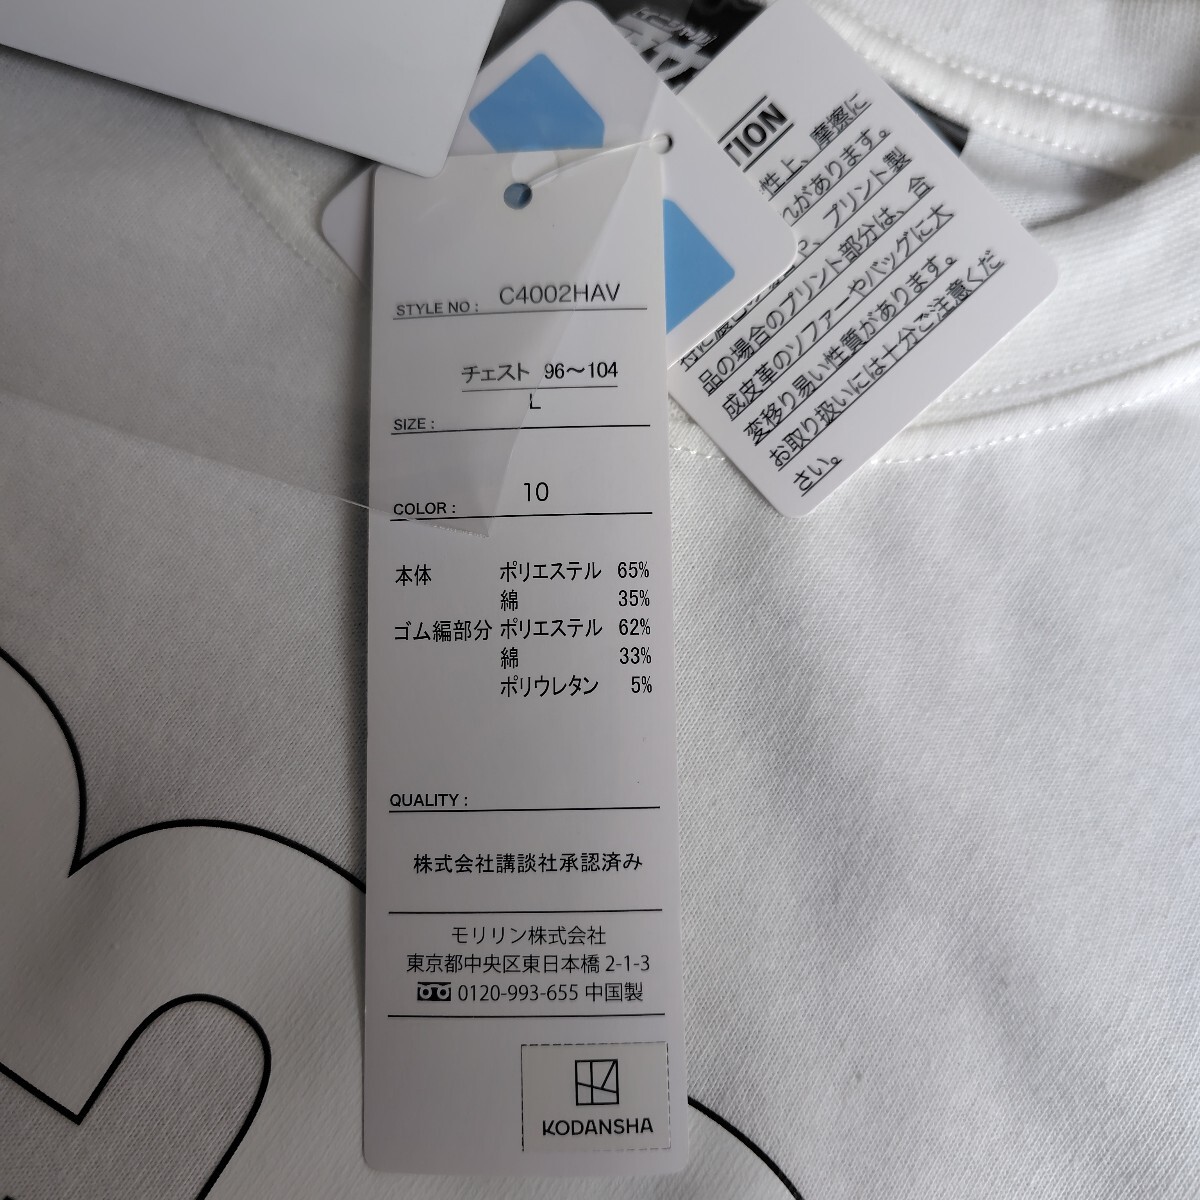 STYLE NO : C4002HAV
チェスト 96〜104
SIZE : L
COLOR : 10
本体 ポリエステル 65%
綿 35%
ゴム編部分 ポリエステル 62%
綿 33%
ポリウレタン 5%
QUALITY :
株式会社講談社承認済み
モリリン株式会社
東京都中央区東日本橋 2-1-3
0120-993-655 中国製
KODANSHA
TION
性上、摩擦に
れがあります。
や、プリント製
品の場合のプリント部分は、合
成皮革のソファーやバッグに大
変移り易い性質があります。
お取り扱いには十分ご注意くだ
さい。